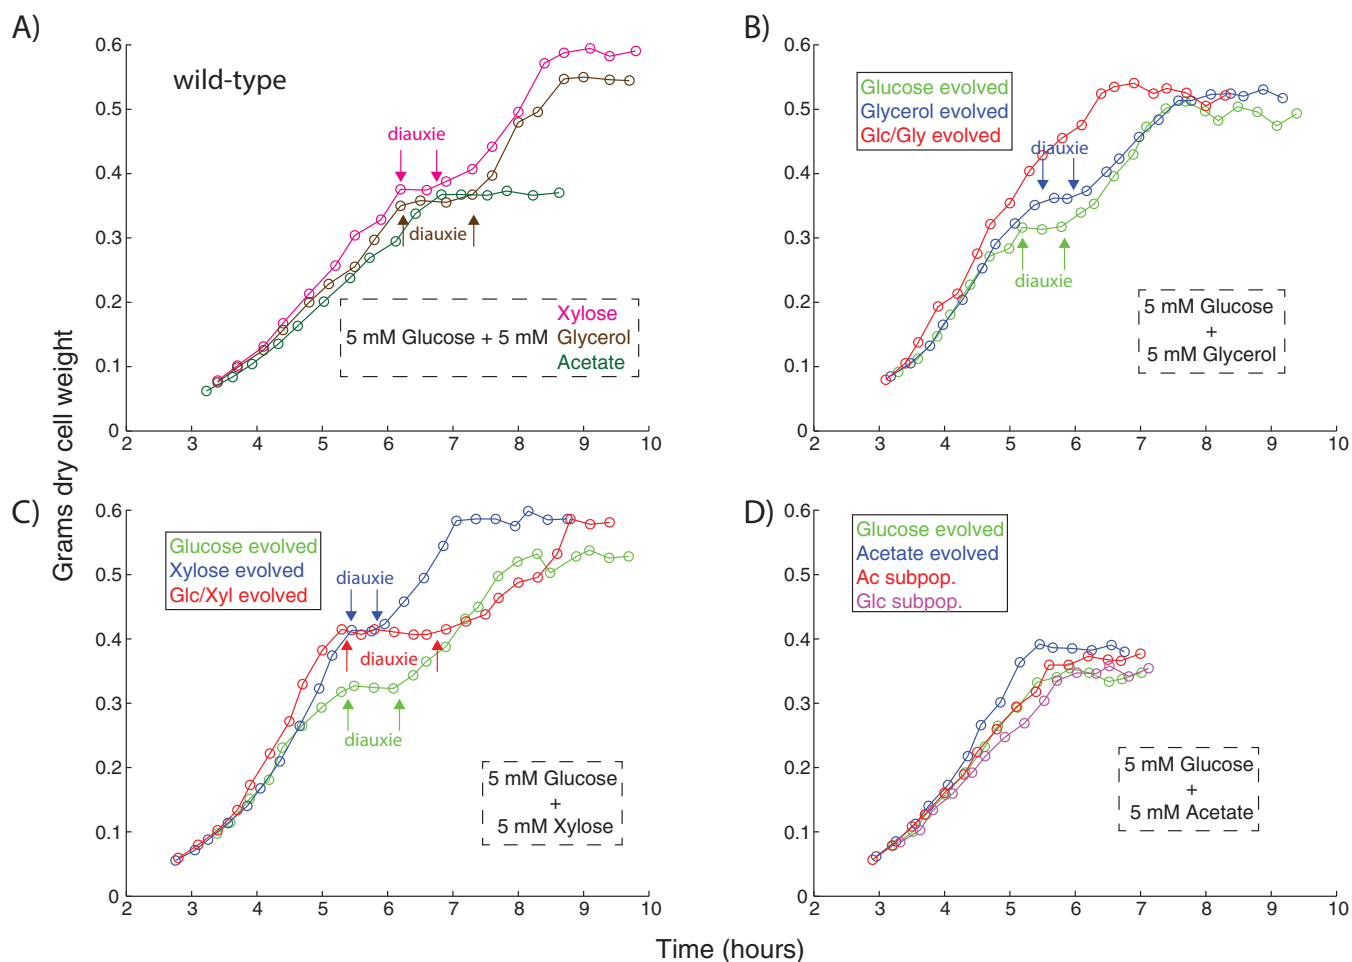 A)
wild-type
0.6
0.5
0.4
0.3
0.2
0.1
0
diauxie
diauxie
5 mM Glucose + 5 mM
Xylose
Glycerol
Acetate
2 3 4 5 6 7 8 9 10
B)
0.6
0.5
0.4
0.3
0.2
0.1
0
Glucose evolved
Glycerol evolved
Glc/Gly evolved
diauxie
diauxie
5 mM Glucose
+
5 mM Glycerol
2 3 4 5 6 7 8 9 10
Grams dry cell weight
C)
0.6
0.5
0.4
0.3
0.2
0.1
0
Glucose evolved
Xylose evolved
Glc/Xyl evolved
diauxie
diauxie
diauxie
5 mM Glucose
+
5 mM Xylose
2 3 4 5 6 7 8 9 10
D)
0.6
0.5
0.4
0.3
0.2
0.1
0
Glucose evolved
Acetate evolved
Ac subpop.
Glc subpop.
5 mM Glucose
+
5 mM Acetate
2 3 4 5 6 7 8 9 10
Time (hours)